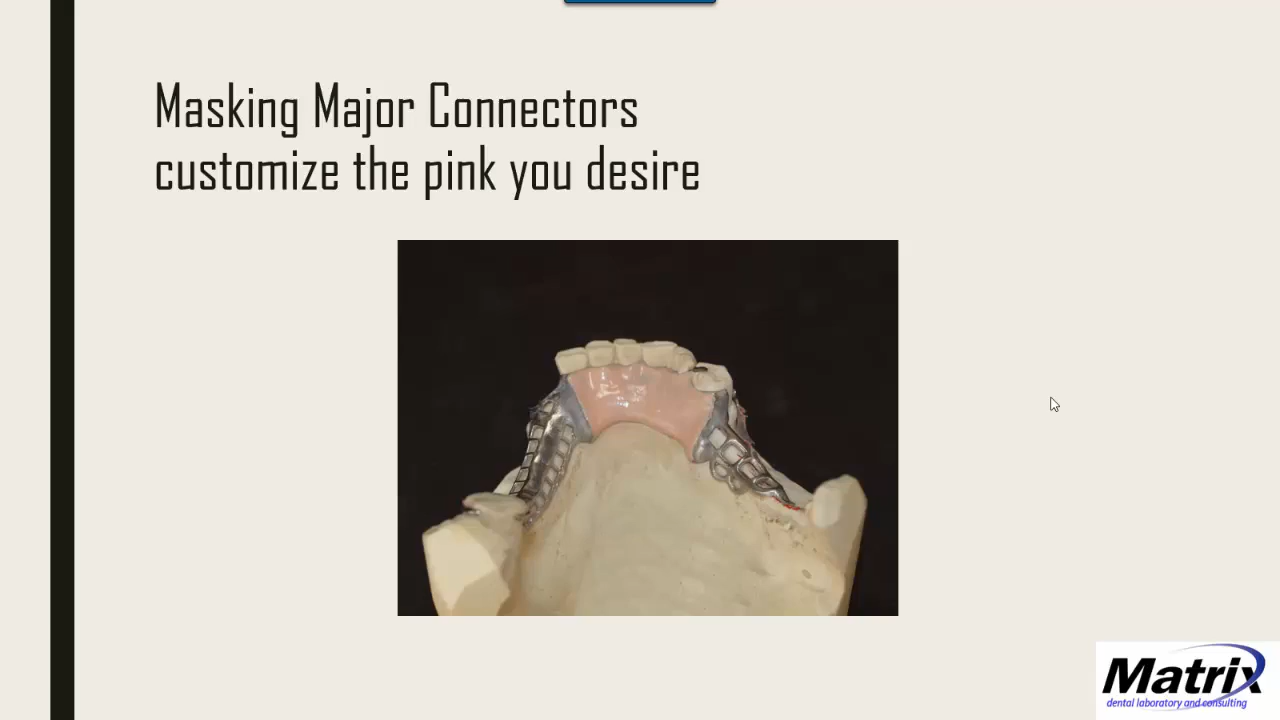 Masking Major Connectors
customize the pink you desire
Matrix
dental laboratory and consulting